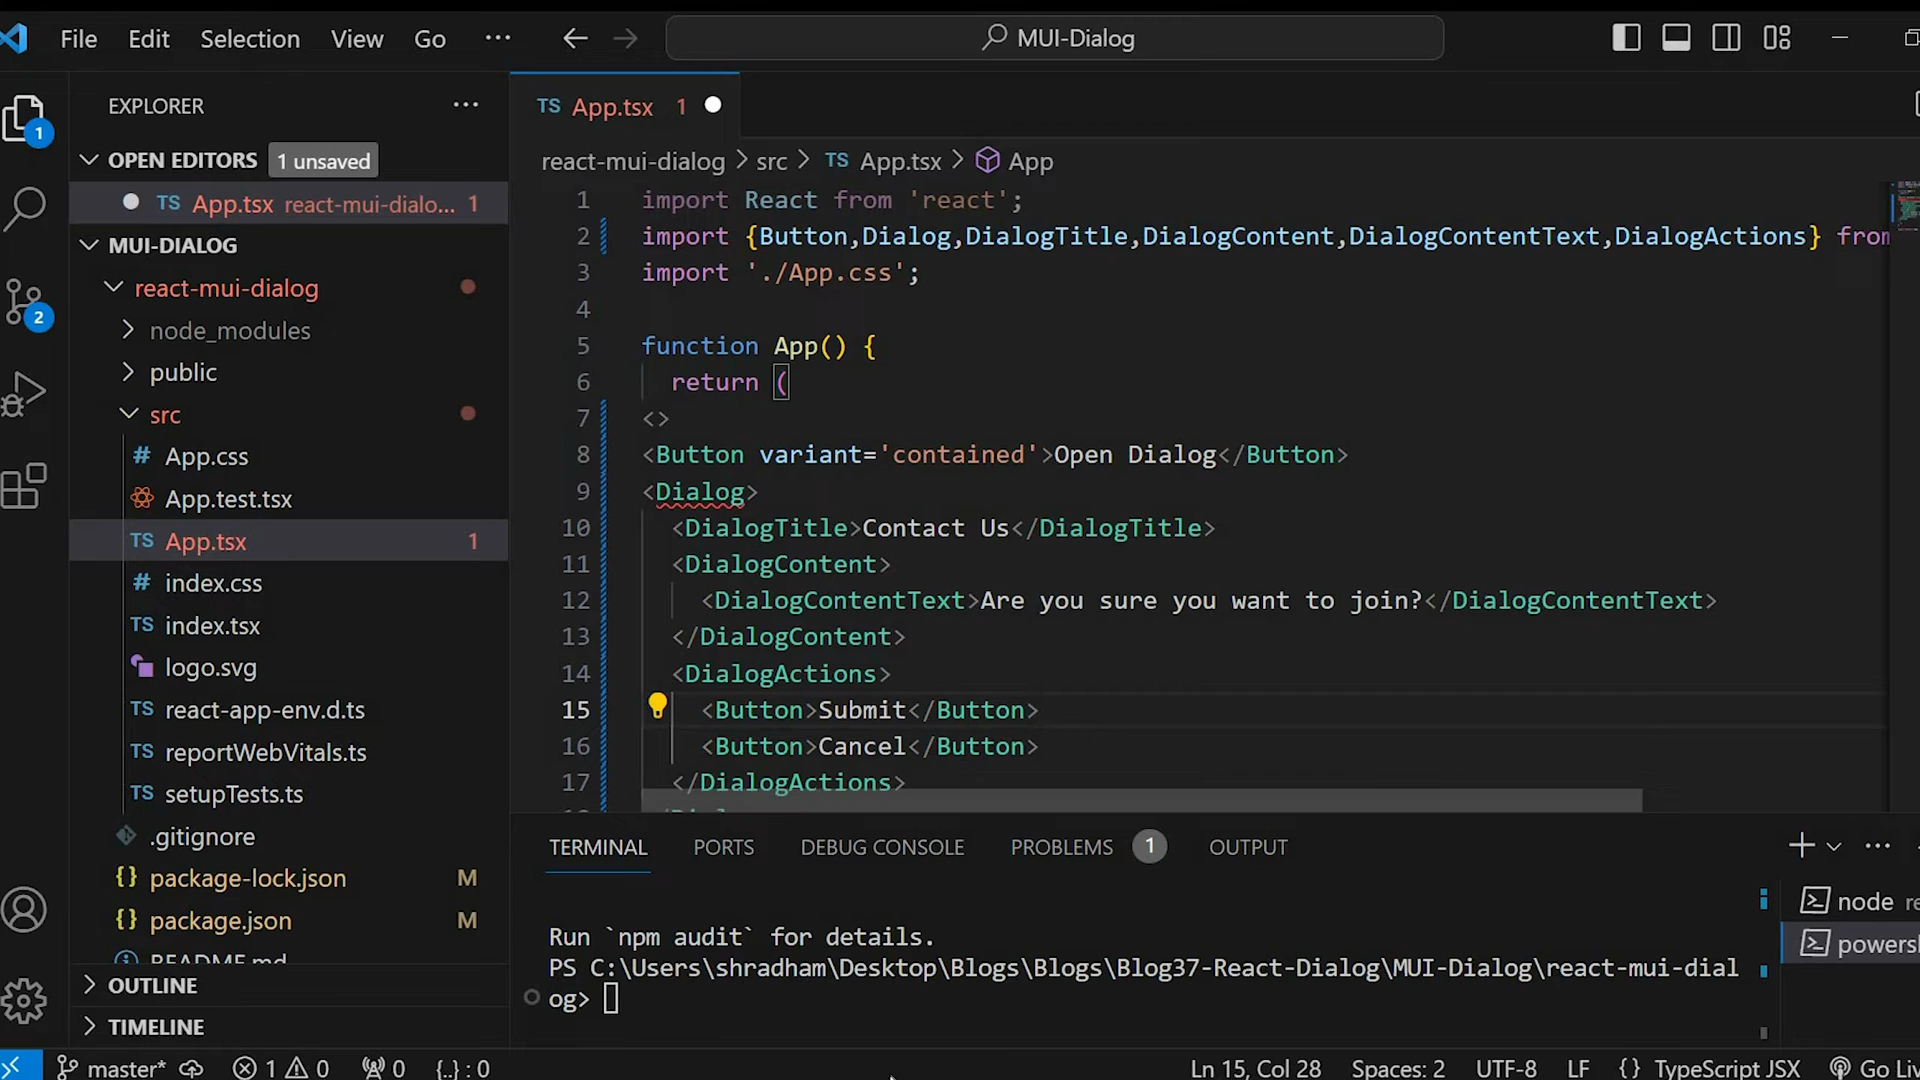 File Edit Selection View Go ··· MUI-Dialog
EXPLORER ···
OPEN EDITORS 1 unsaved
TS App.tsx react-mui-dialo... 1
MUI-DIALOG
react-mui-dialog
node_modules
public
src
# App.css
App.test.tsx
TS App.tsx 1
# index.css
TS index.tsx
logo.svg
TS react-app-env.d.ts
TS reportWebVitals.ts
TS setupTests.ts
.gitignore
{} package-lock.json M
{} package.json M
README.md
OUTLINE
TIMELINE
1
2
TS App.tsx 1
react-mui-dialog > src > TS App.tsx > App
1 import React from 'react';
2 import {Button,Dialog,DialogTitle,DialogContent,DialogContentText,DialogActions} from
3 import './App.css';
4
5 function App() {
6 return (
7 <>
8 <Button variant='contained'>Open Dialog</Button>
9 <Dialog>
10 <DialogTitle>Contact Us</DialogTitle>
11 <DialogContent>
12 <DialogContentText>Are you sure you want to join?</DialogContentText>
13 </DialogContent>
14 <DialogActions>
15 <Button>Submit</Button>
16 <Button>Cancel</Button>
17 </DialogActions>
TERMINAL PORTS DEBUG CONSOLE PROBLEMS 1 OUTPUT
Run `npm audit` for details.
PS C:\Users\shradham\Desktop\Blogs\Blogs\Blog37-React-Dialog\MUI-Dialog\react-mui-dial
og>
node
master* 1 0 0 {..} : 0 Ln 15, Col 28 Spaces: 2 UTF-8 LF {} TypeScript JSX Go